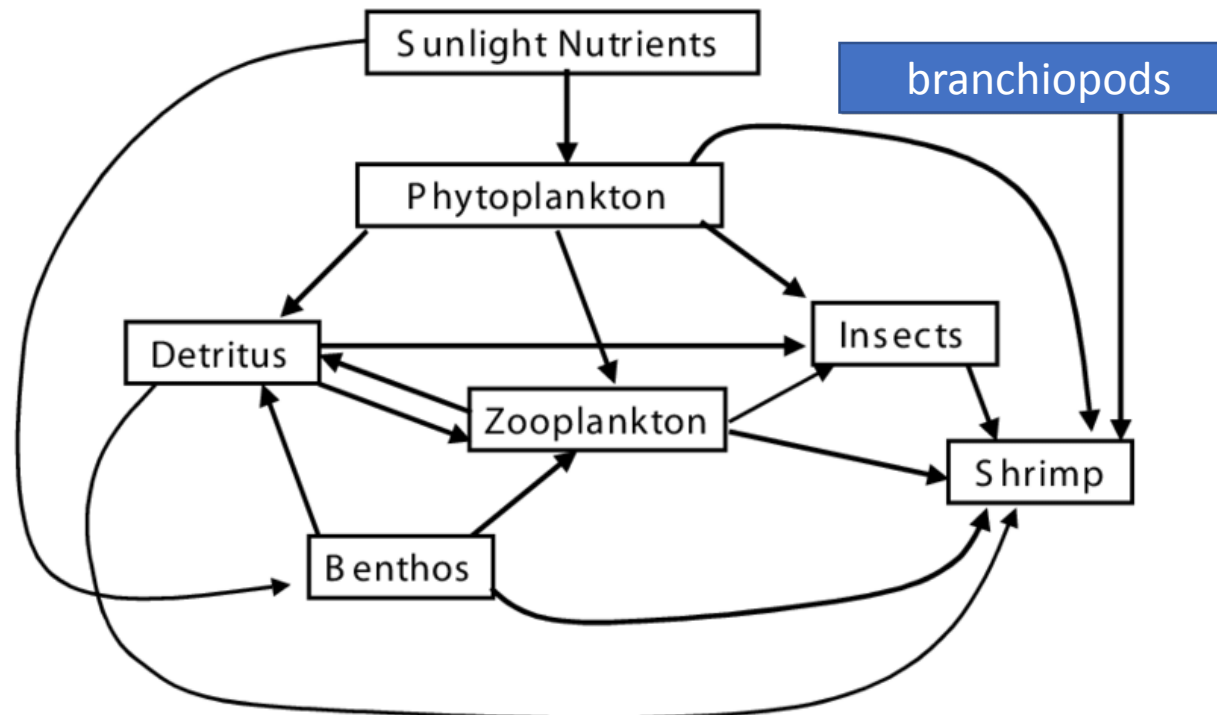 Sunlight Nutrients
branchiopods
Phytoplankton
Insects
Detritus
Zooplankton
Shrimp
Benthos